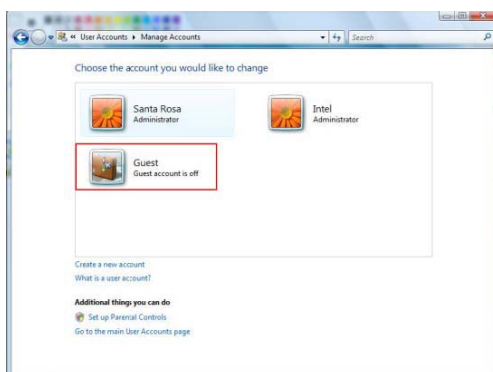 « User Accounts ▸ Manage Accounts
Search
Choose the account you would like to change
Santa Rosa
Administrator
Intel
Administrator
Guest
Guest account is off
Create a new account
What is a user account?
Additional things you can do
Set up Parental Controls
Go to the main User Accounts page